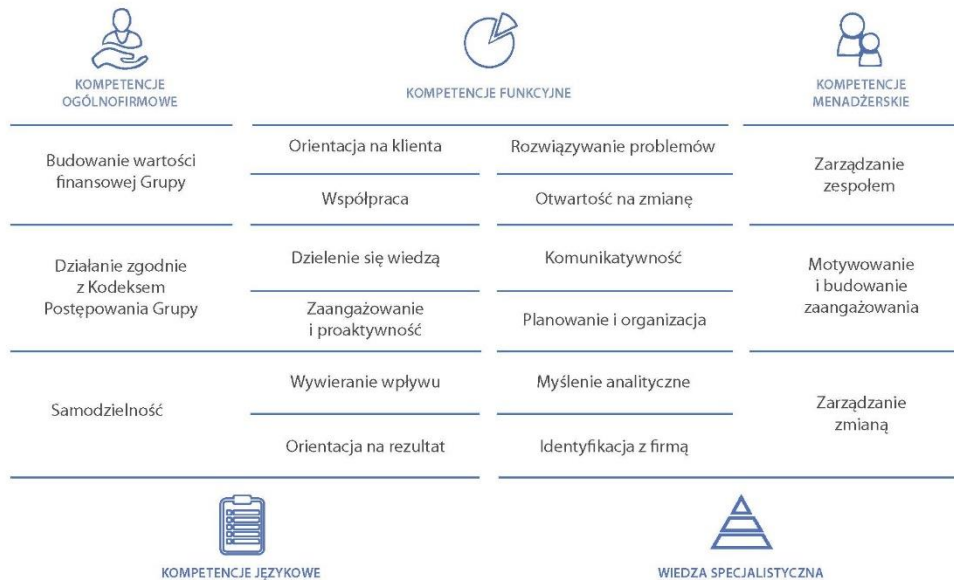 KOMPETENCJE
OGÓLNOFIRMOWE
KOMPETENCJE FUNKCYJNE
KOMPETENCJE
MENADŻERSKIE
Budowanie wartości
finansowej Grupy
Orientacja na klienta
Rozwiązywanie problemów
Współpraca
Otwartość na zmianę
Zarządzanie
zespołem
Działanie zgodnie
z Kodeksem
Postępowania Grupy
Dzielenie się wiedzą
Komunikatywność
Zaangażowanie
i proaktywność
Planowanie i organizacja
Motywowanie
i budowanie
zaangażowania
Samodzielność
Wywieranie wpływu
Myślenie analityczne
Orientacja na rezultat
Identyfikacja z firmą
Zarządzanie
zmianą
KOMPETENCJE JĘZYKOWE
WIEDZA SPECJALISTYCZNA